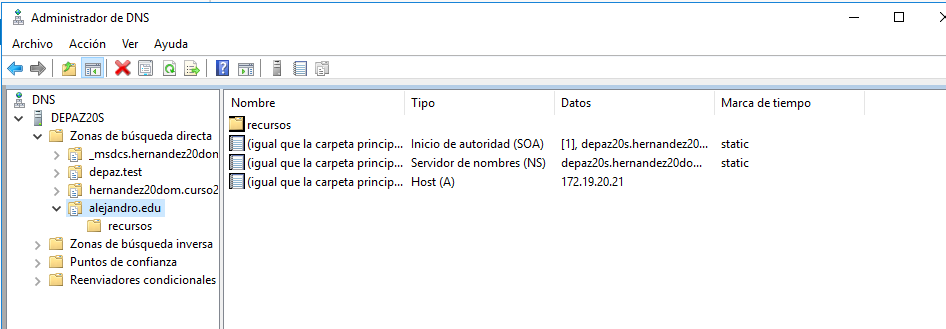 Administrador de DNS
Archivo Acción Ver Ayuda
DNS
DEPAZ20S
Zonas de búsqueda directa
_msdcs.hernandez20don
depaz.test
hernandez20dom.curso2
alejandro.edu
recursos
Zonas de búsqueda inversa
Puntos de confianza
Reenviadores condicionales
Nombre Tipo Datos Marca de tiempo
recursos
(igual que la carpeta princip... Inicio de autoridad (SOA) [1], depaz20s.hernandez20... static
(igual que la carpeta princip... Servidor de nombres (NS) depaz20s.hernandez20do... static
(igual que la carpeta princip... Host (A) 172.19.20.21